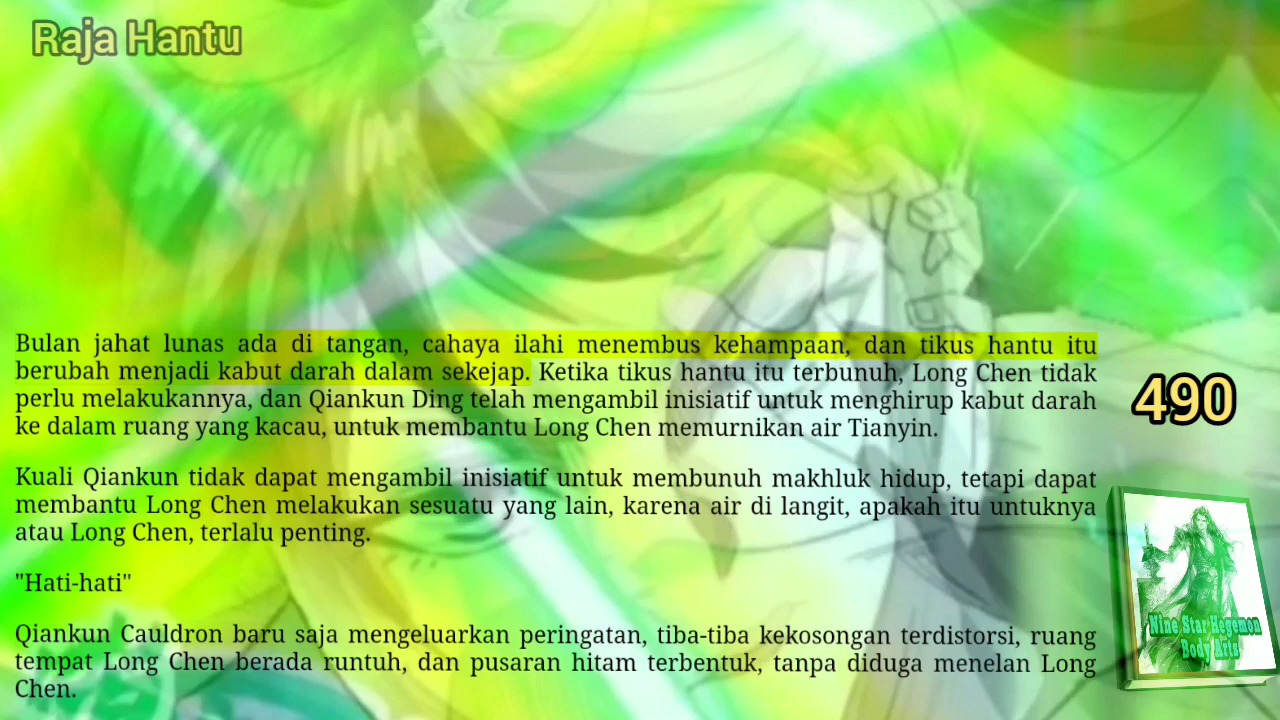 Raja Hantu
Bulan jahat lunas ada di tangan, cahaya ilahi menembus kehampaan, dan tikus hantu itu
berubah menjadi kabut darah dalam sekejap. Ketika tikus hantu itu terbunuh, Long Chen tidak
perlu melakukannya, dan Qiankun Ding telah mengambil inisiatif untuk menghirup kabut darah
ke dalam ruang yang kacau, untuk membantu Long Chen memurnikan air Tianyin.
Kuali Qiankun tidak dapat mengambil inisiatif untuk membunuh makhluk hidup, tetapi dapat
membantu Long Chen melakukan sesuatu yang lain, karena air di langit, apakah itu untuknya
atau Long Chen, terlalu penting.
"Hati-hati"
Qiankun Cauldron baru saja mengeluarkan peringatan, tiba-tiba kekosongan terdistorsi, ruang
tempat Long Chen berada runtuh, dan pusaran hitam terbentuk, tanpa diduga menelan Long
Chen.
490
Nine Star Hegemon
Body Arts